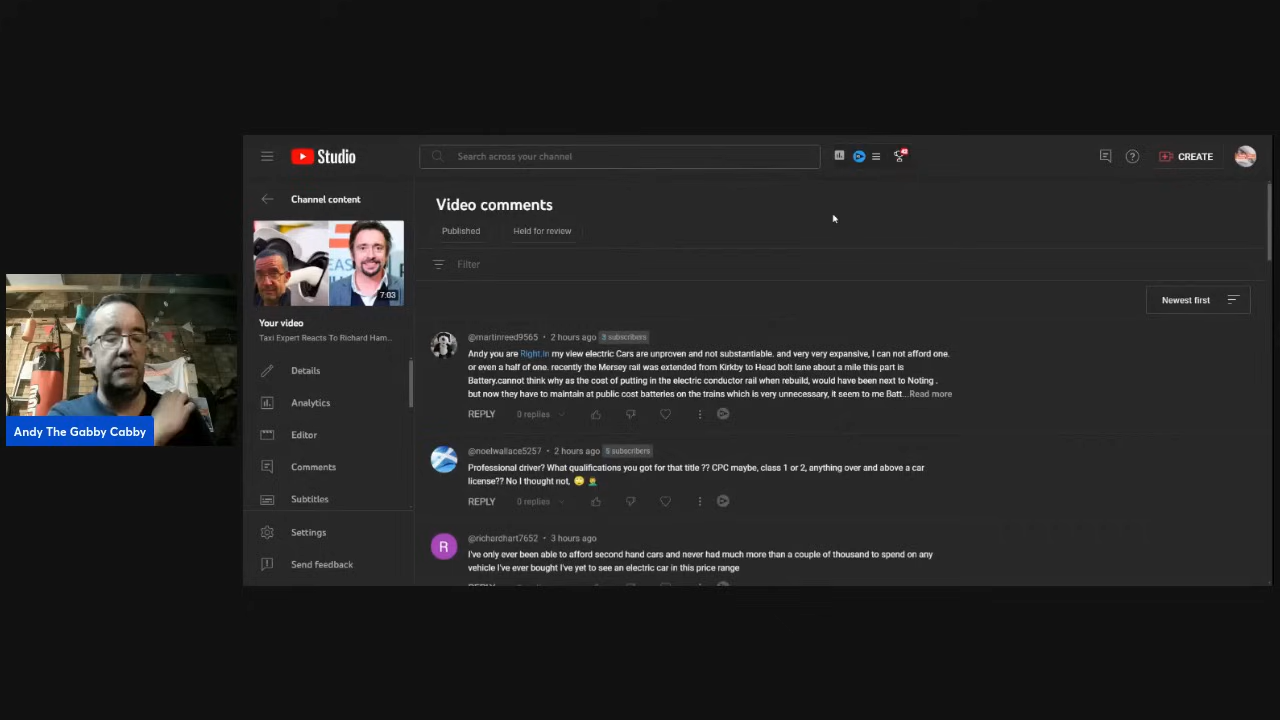 Studio
Search across your channel
CREATE
Channel content
7:03
Your video
Taxi Expert Reacts To Richard Ham...
Details
Analytics
Editor
Comments
Subtitles
Settings
Send feedback
Video comments
Published Held for review
Filter
Newest first
@martinreed9565 • 2 hours ago 3 subscribers
Andy you are Right.In my view electric Cars are unproven and not substantiable. and very very expensive, I can not afford one.
or even a half of one. recently the Mersey rail was extended from Kirkby to Head bolt lane about a mile this part is
Battery.cannot think why as the cost of putting in the electric conductor rail when rebuild, would have been next to Noting .
but now they have to maintain at public cost batteries on the trains which is very unnecessary, it seem to me Batt...Read more
REPLY 0 replies
@noelwallace5257 • 2 hours ago 5 subscribers
Professional driver? What qualifications you got for that title ?? CPC maybe, class 1 or 2, anything over and above a car
license?? No I thought not, 🙄 🤦‍♂️
REPLY 0 replies
R
@richardhart7652 • 3 hours ago
I've only ever been able to afford second hand cars and never had much more than a couple of thousand to spend on any
vehicle I've ever bought I've yet to see an electric car in this price range
Andy The Gabby Cabby